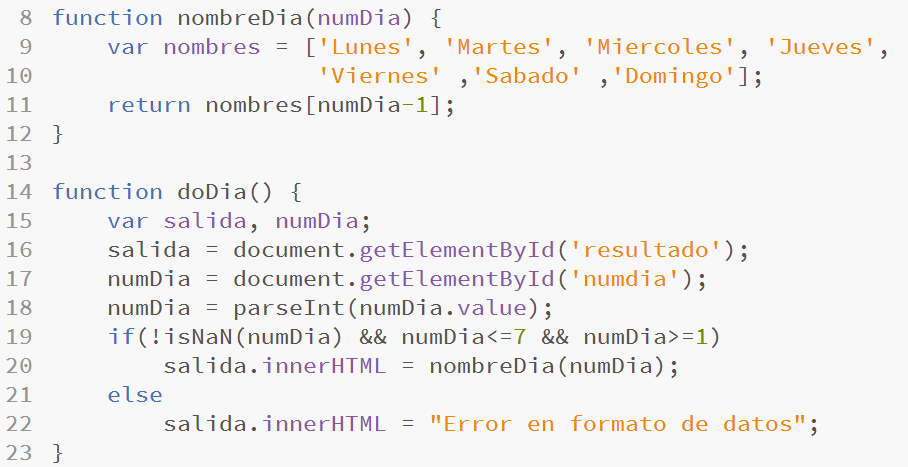 8 function nombreDia(numDia) {
9     var nombres = ['Lunes', 'Martes', 'Miercoles', 'Jueves',
10                    'Viernes' ,'Sabado' ,'Domingo'];
11     return nombres[numDia-1];
12 }
13
14 function doDia() {
15     var salida, numDia;
16     salida = document.getElementById('resultado');
17     numDia = document.getElementById('numdia');
18     numDia = parseInt(numDia.value);
19     if(!isNaN(numDia) && numDia<=7 && numDia>=1)
20         salida.innerHTML = nombreDia(numDia);
21     else
22         salida.innerHTML = "Error en formato de datos";
23 }